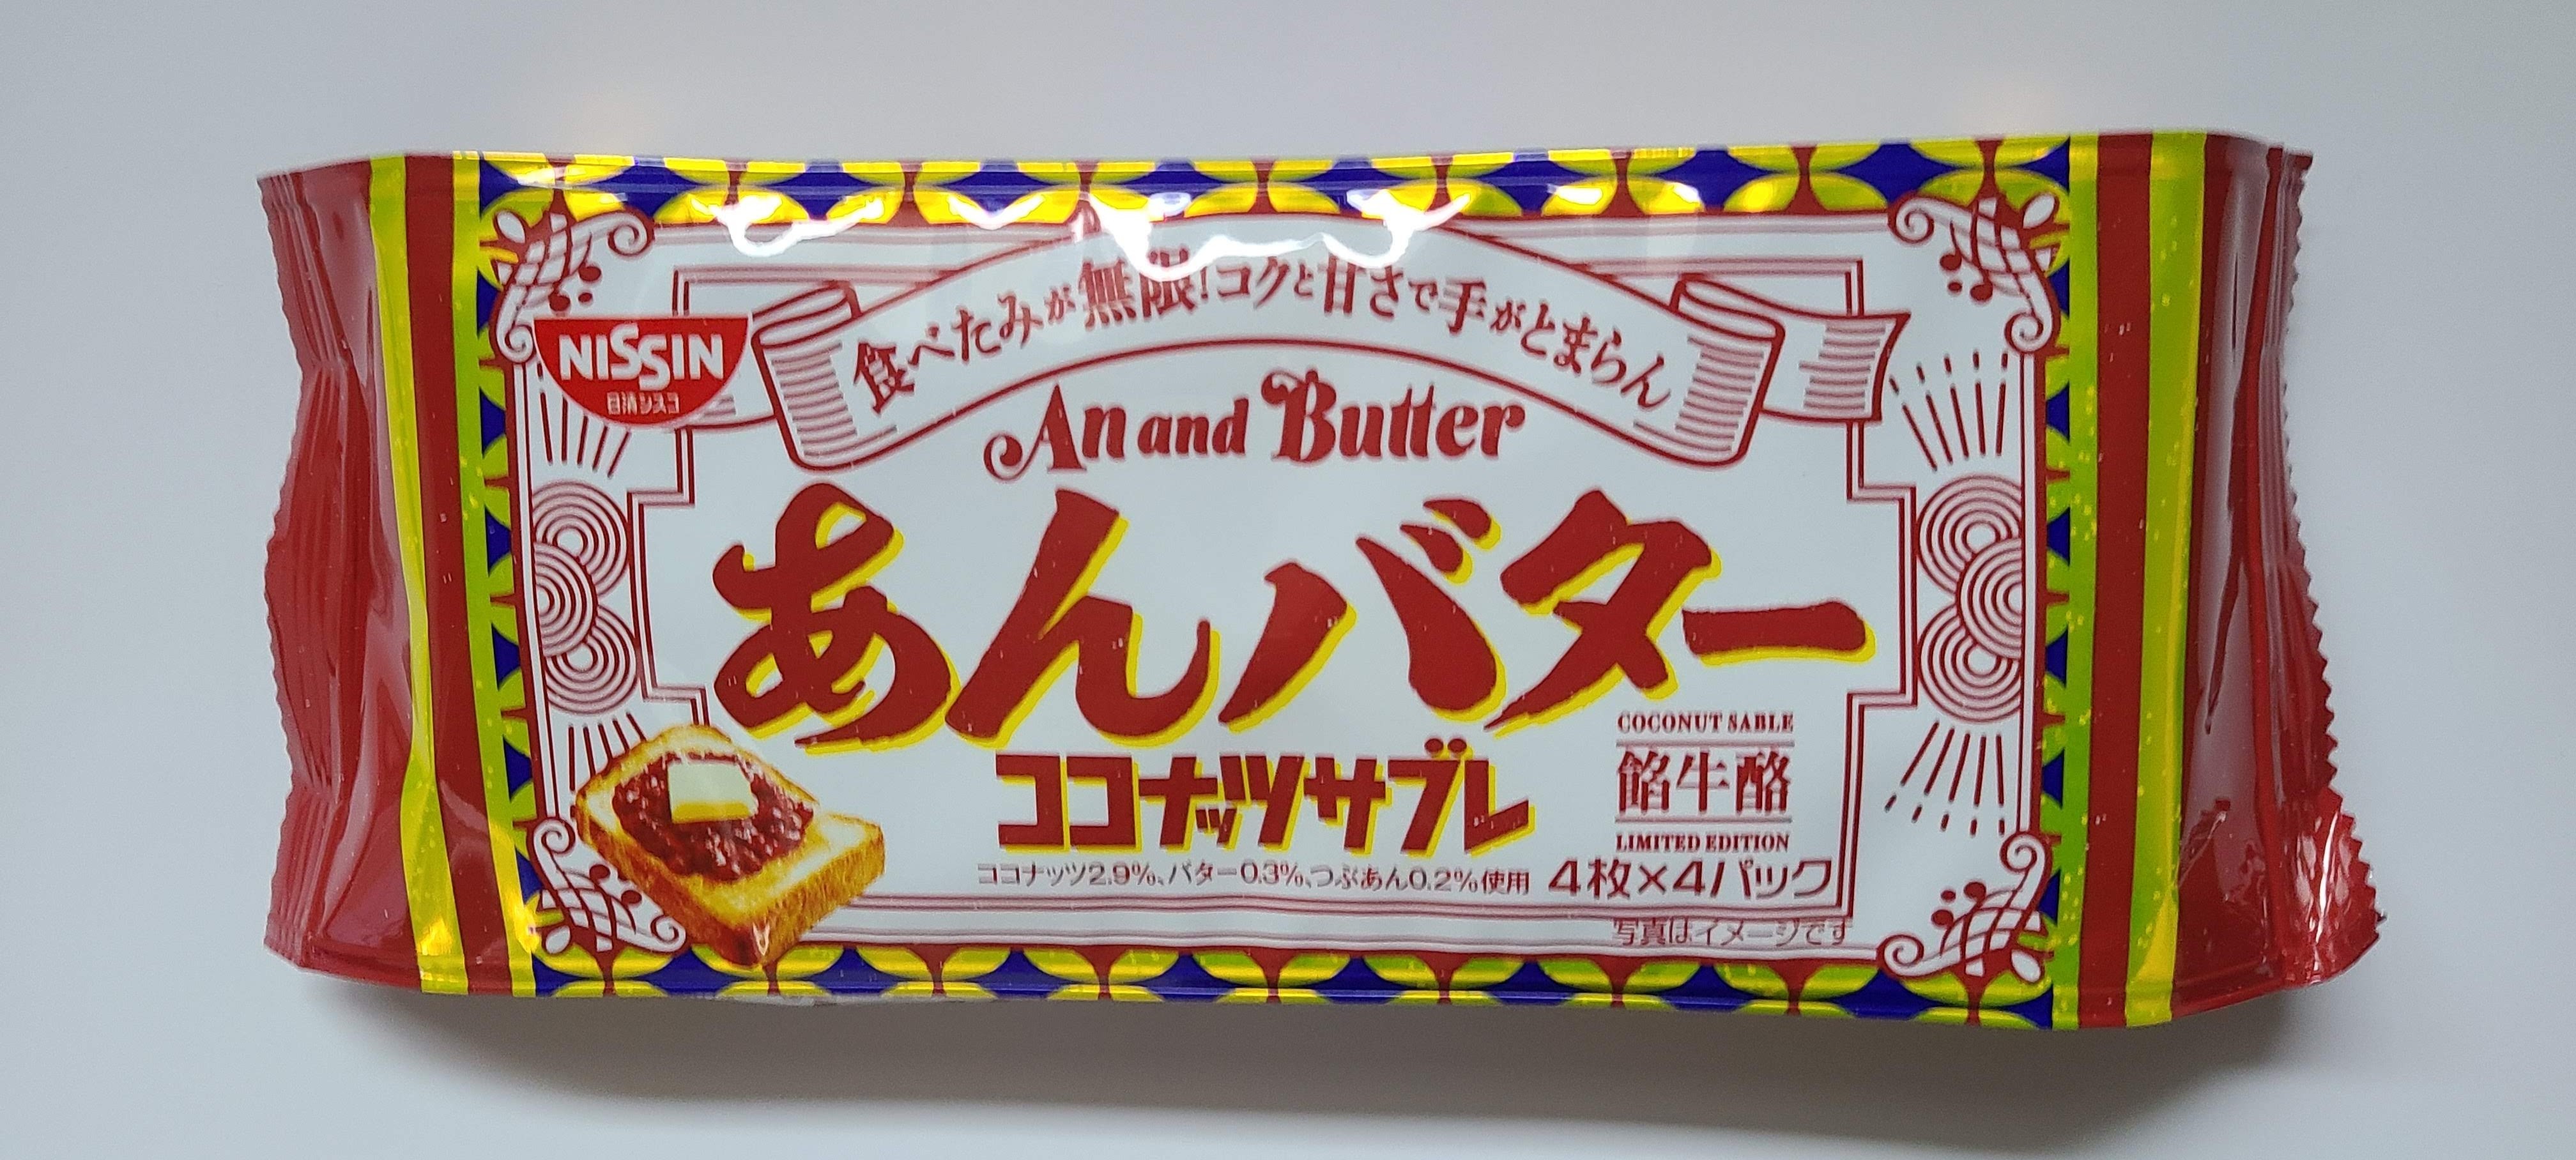 食べたみが無限!コクと甘さで手がとまらん
NISSIN
日清シスコ
An and Butter
あんバター
ココナッツサブレ
COCONUT SABLE
餡牛酪
LIMITED EDITION
ココナッツ2.9%、バター0.3%、つぶあん0.2%使用
4枚×4パック
写真はイメージです